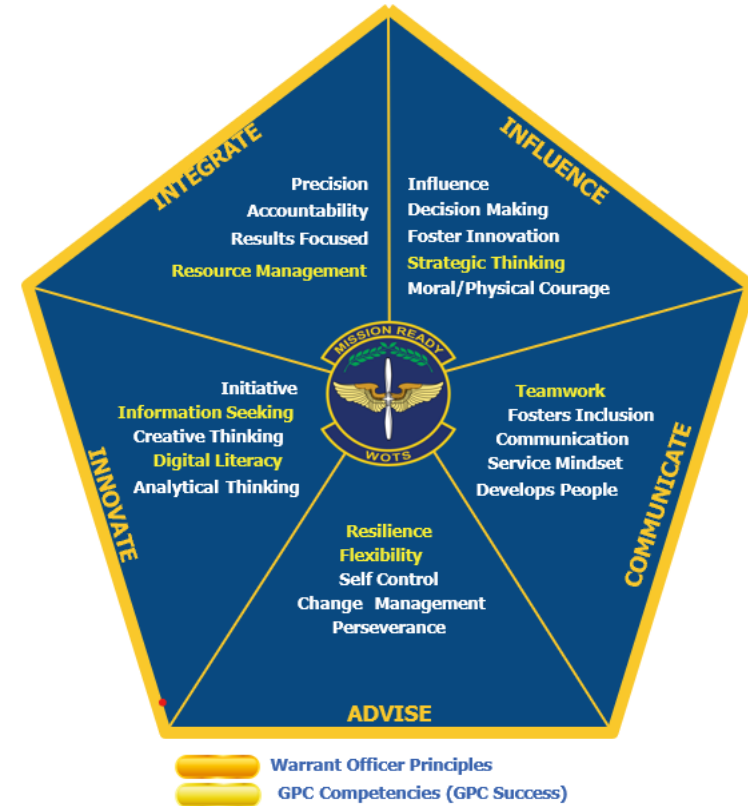 INTEGRATE
Precision
Accountability
Results Focused
Resource Management
INFLUENCE
Influence
Decision Making
Foster Innovation
Strategic Thinking
Moral/Physical Courage
MISSION READY
WOTS
INNOVATE
Initiative
Information Seeking
Creative Thinking
Digital Literacy
Analytical Thinking
COMMUNICATE
Teamwork
Fosters Inclusion
Communication
Service Mindset
Develops People
Resilience
Flexibility
Self Control
Change Management
Perseverance
ADVISE
Warrant Officer Principles
GPC Competencies (GPC Success)